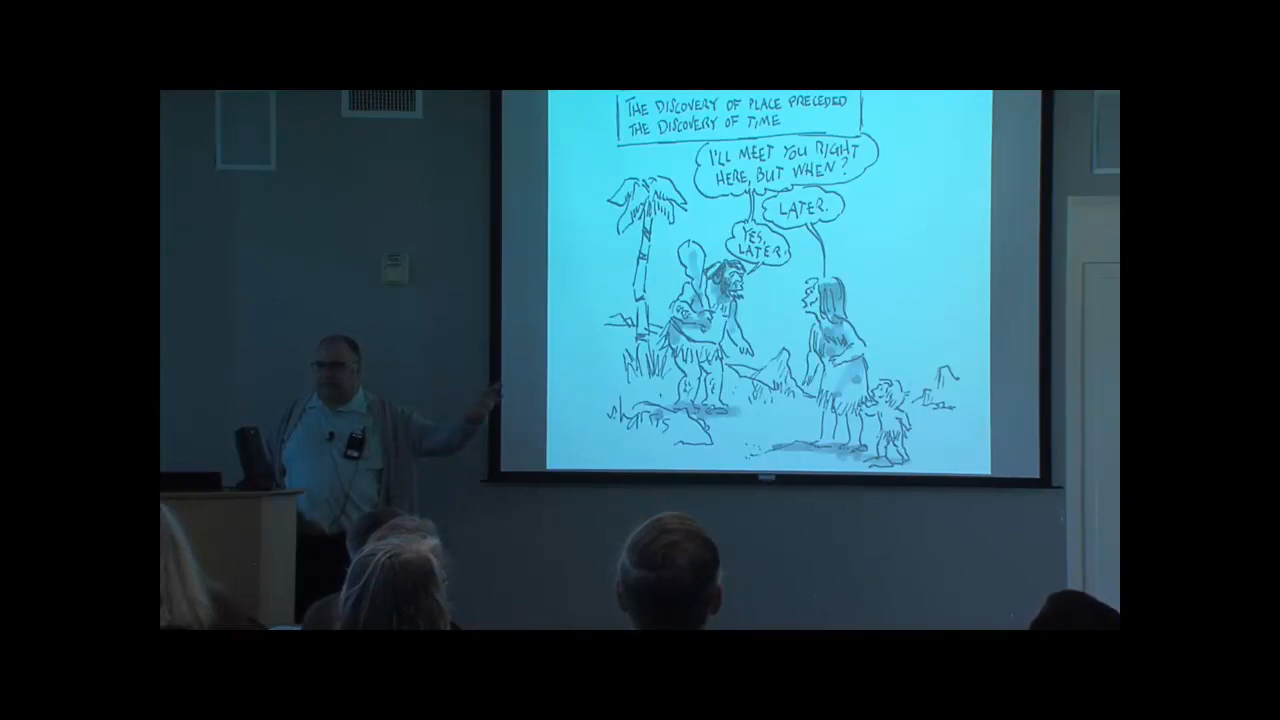 THE DISCOVERY OF PLACE PRECEDED
THE DISCOVERY OF TIME
I'LL MEET YOU RIGHT
HERE, BUT WHEN?
LATER.
YES,
LATER.
sharris